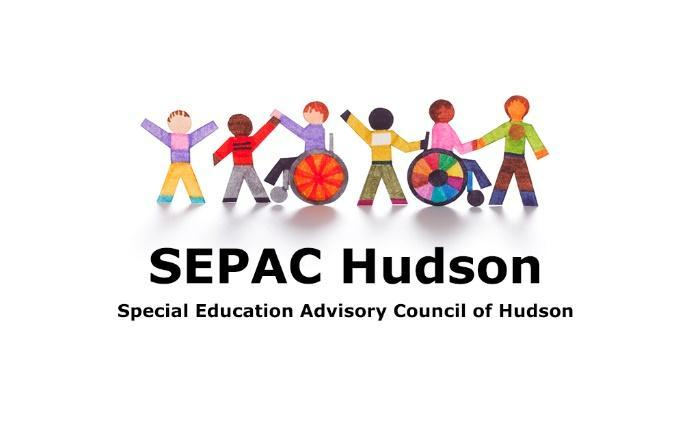 SEPAC Hudson
Special Education Advisory Council of Hudson